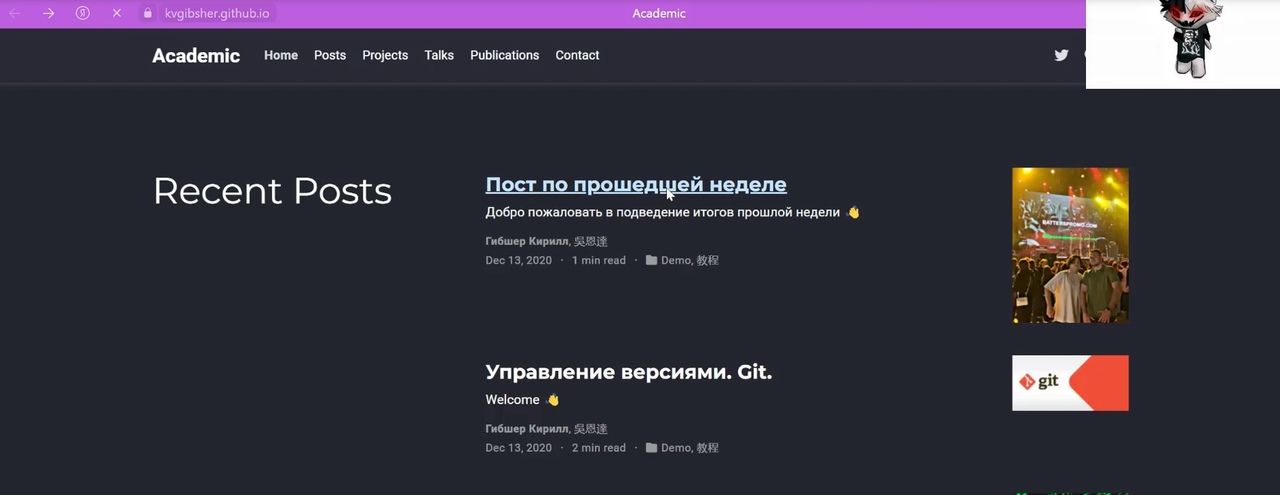 kvgibsher.github.io
Academic
Academic Home Posts Projects Talks Publications Contact
Recent Posts
Пост по прошедшей неделе
Добро пожаловать в подведение итогов прошлой недели 👋
Гибшер Кирилл, 吳恩達
Dec 13, 2020 · 1 min read · Demo, 教程
Управление версиями. Git.
Welcome 👋
Гибшер Кирилл, 吳恩達
Dec 13, 2020 · 2 min read · Demo, 教程
git